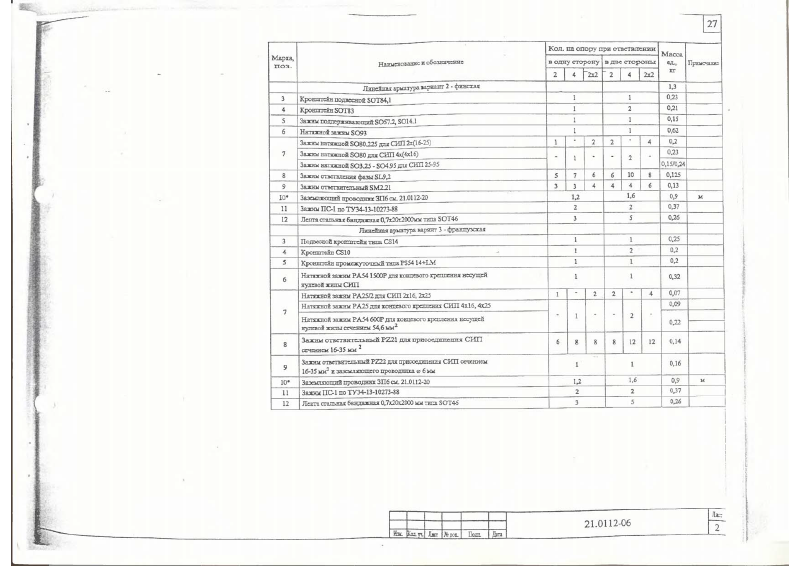 27
Марка, поз. Наименование и обозначение Кол. на опору при ответвлении Масса ед., кг Примечание
в одну сторону в две стороны
2 4 2х2 2 4 2х2
Линейная арматура вариант 2 - финская 1,3
3 Кронштейн подвесной SOT84,1 1 1 0,23
4 Кронштейн SOT83 1 2 0,21
5 Зажим поддерживающий SO57.2, SO14.1 1 1 0,15
6 Натяжной зажим SO93 1 1 0,62
Зажим натяжной SO80,225 для СИП 2х(16-25) 1 - 2 2 - 4 0,2
7 Зажим натяжной SO80 для СИП 4х(4х16) - 1 - - 2 - 0,23
Зажим натяжной SO3,25 - SO4.95 для СИП 25-95 0,15/0,24
8 Зажим ответвления фазы SL9,2 5 7 6 6 10 8 0,125
9 Зажим ответвительный SM2.21 3 3 4 4 4 6 0,13
10* Заземляющий проводник ЗП6 см. 21.0112-20 1,2 1,6 0,9 м
11 Зажим ПС-1 по ТУ34-13-10273-88 2 2 0,37
12 Лента стальная бандажная 0,7х20х2000мм типа SOT46 3 5 0,26
Линейная арматура вариант 3 - французская
3 Подвесной кронштейн типа CS14 1 1 0,25
4 Кронштейн CS10 1 2 0,2
5 Кронштейн промежуточный типа PS54 14+LM 1 1 0,2
6 Натяжной зажим PA54 1500P для концевого крепления несущей 1 1 0,32
нулевой жилы СИП
Натяжной зажим PA25/2 для СИП 2х16, 2х25 1 - 2 2 - 4 0,07
7 Натяжной зажим PA25 для концевого крепления СИП 4х16, 4х25 - 1 - - 2 - 0,09
Натяжной зажим PA54 600P для концевого крепления несущей 0,22
нулевой жилы сечением 54,6 мм²
8 Зажим ответвительный PZ21 для присоединения СИП 6 8 8 8 12 12 0,14
сечением 16-35 мм ²
9 Зажим ответвительный PZ22 для присоединения СИП сечением 1 1 0,16
16-35 мм² и заземляющего проводника ø 6 мм
10* Заземляющий проводник ЗП6 см. 21.0112-20 1,2 1,6 0,9 м
11 Зажим ПС-1 по ТУ34-13-10273-88 2 2 0,37
12 Лента стальная бандажная 0,7х20х2000 мм типа SOT46 3 5 0,26
21.0112-06 Лист
2
Изм. Кол. уч. Лист № док. Подп. Дата